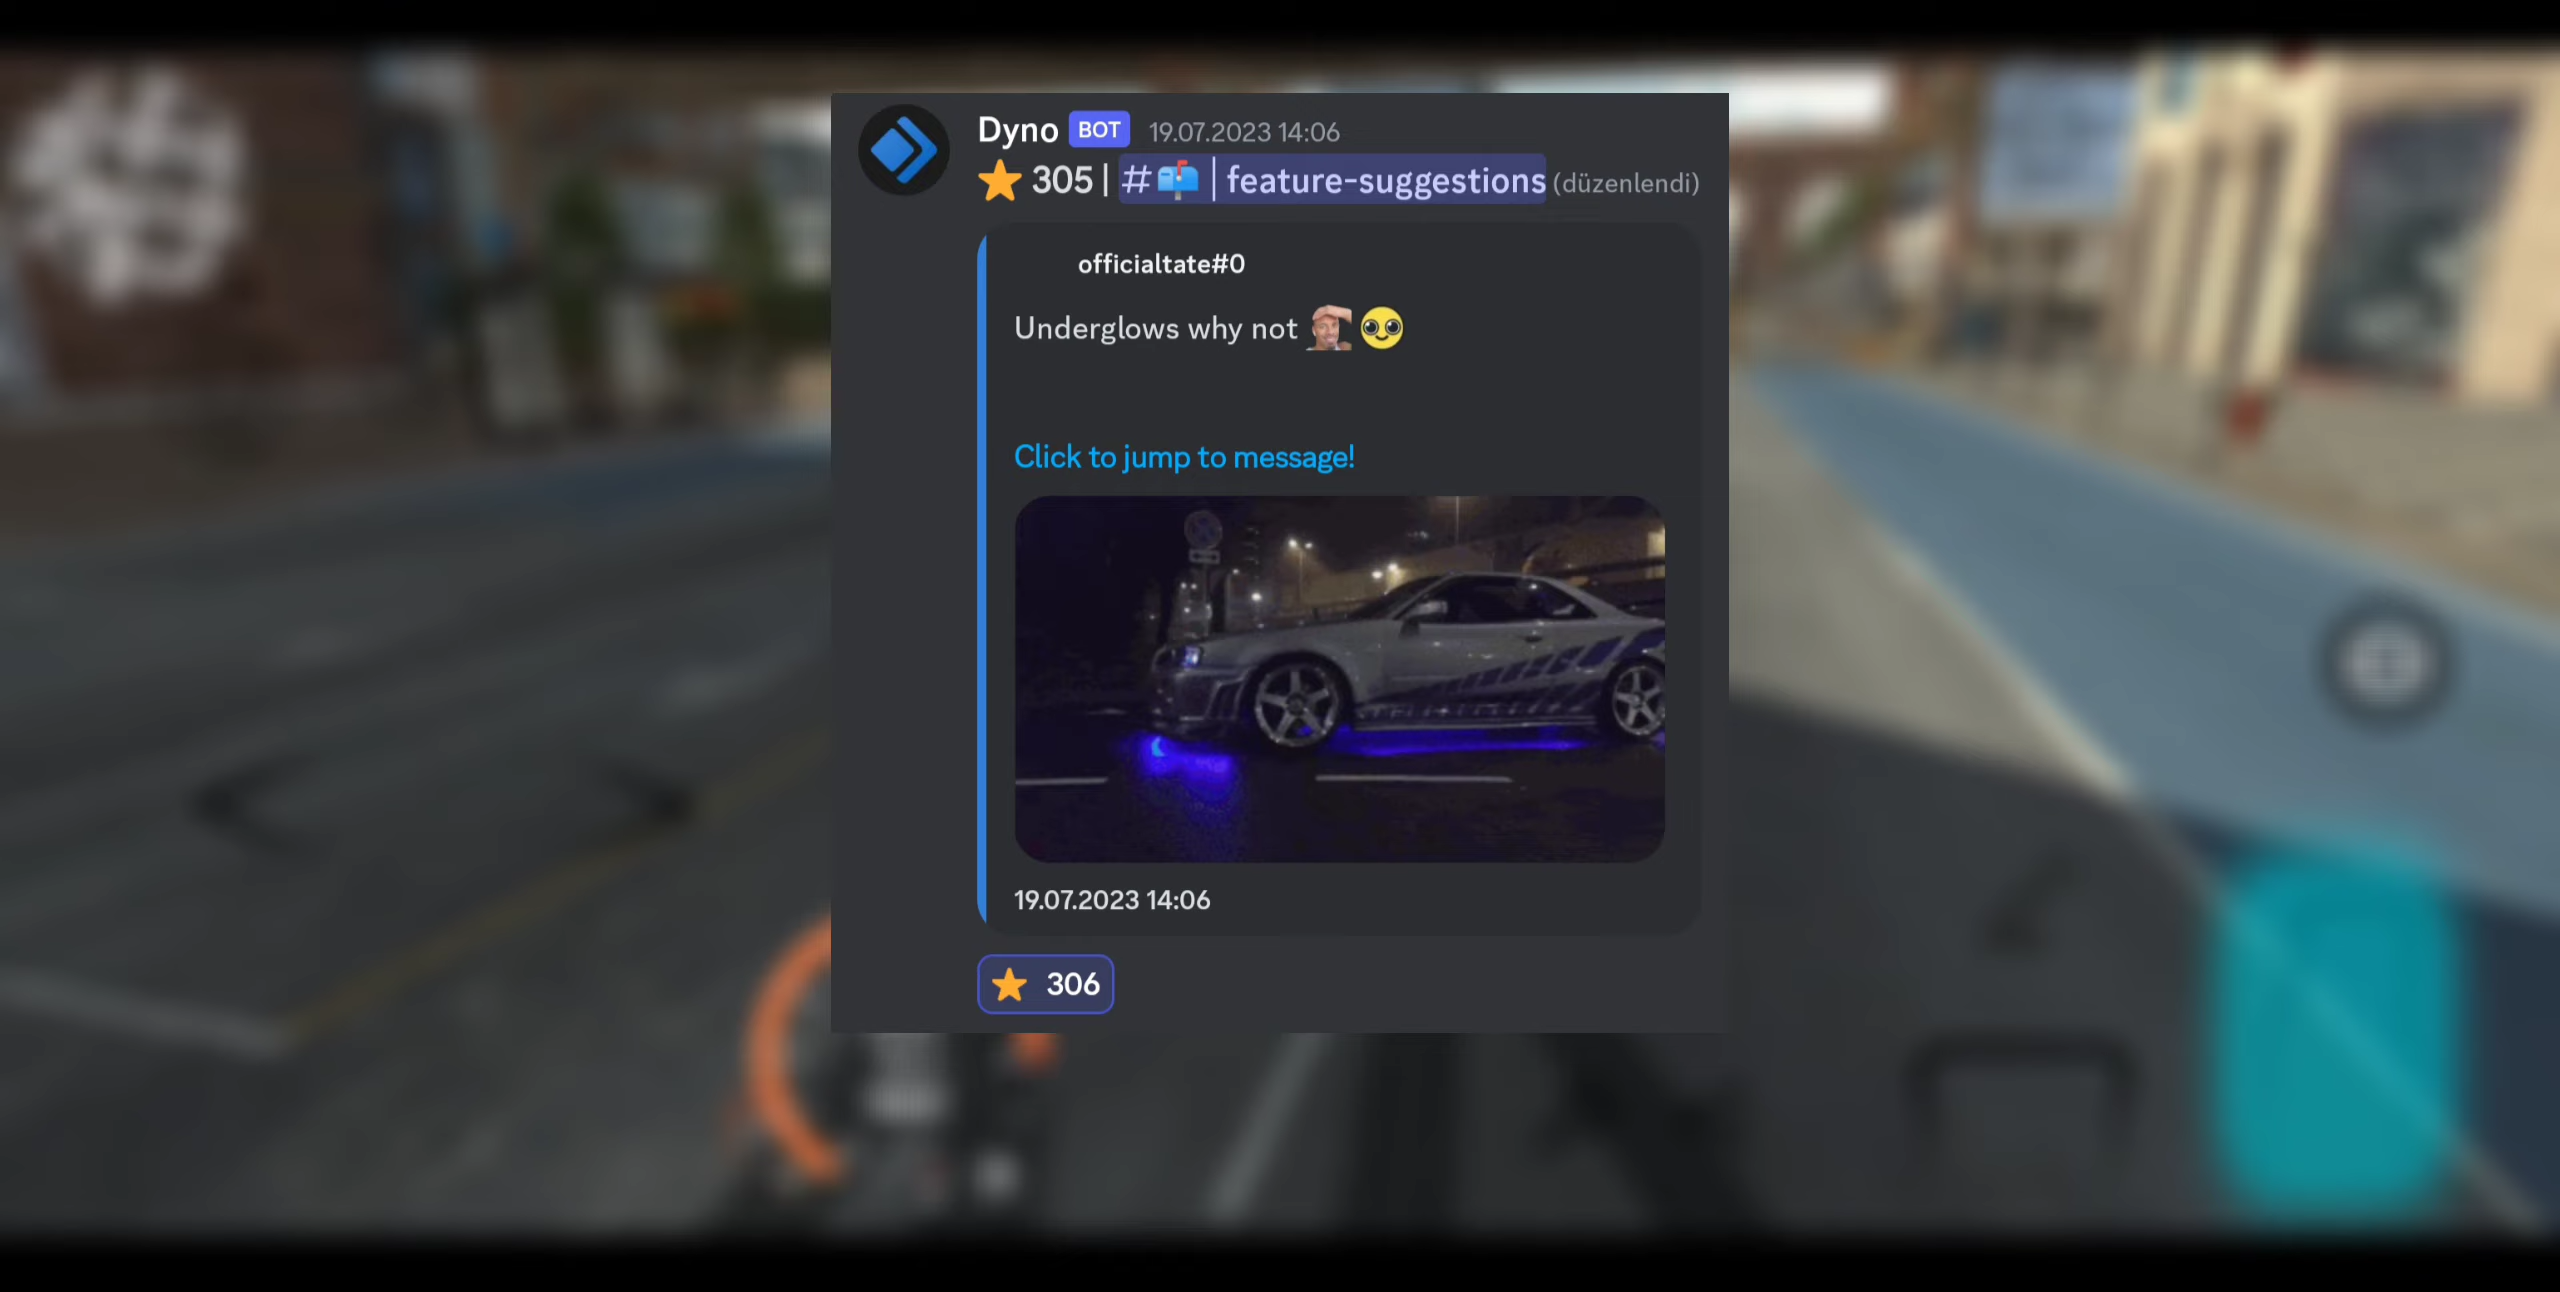 Dyno BOT 19.07.2023 14:06
⭐ 305 | #📫 | feature-suggestions (düzenlendi)
officialtate#0
Underglows why not
Click to jump to message!
19.07.2023 14:06
⭐ 306